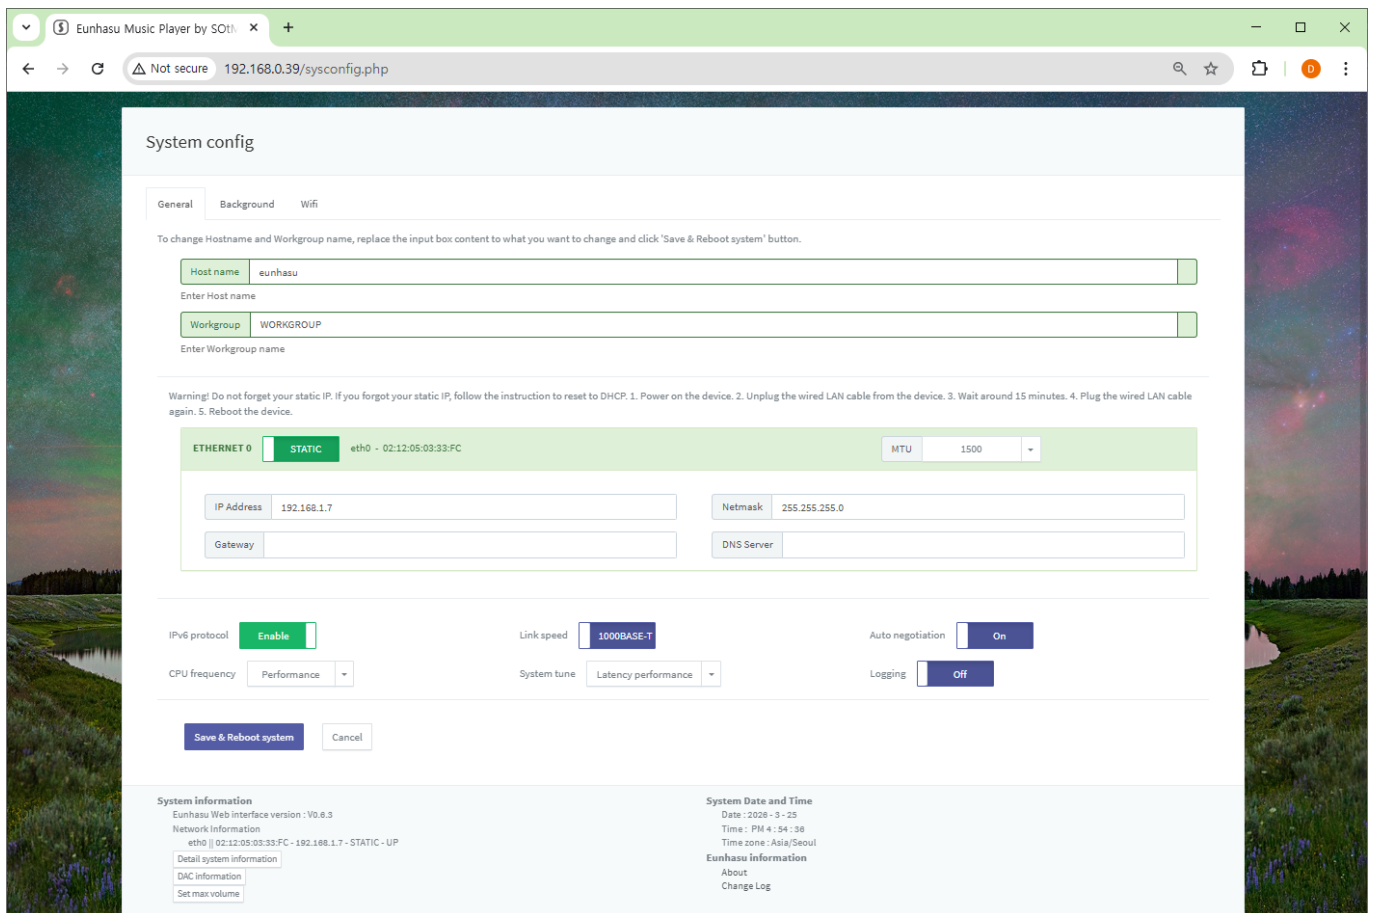 Eunhasu Music Player by SOtM
Not secure 192.168.0.39/sysconfig.php
D
System config
General Background Wifi
To change Hostname and Workgroup name, replace the input box content to what you want to change and click 'Save & Reboot system' button.
Host name eunhasu
Enter Host name
Workgroup WORKGROUP
Enter Workgroup name
Warning! Do not forget your static IP. If you forgot your static IP, follow the instruction to reset to DHCP. 1. Power on the device. 2. Unplug the wired LAN cable from the device. 3. Wait around 15 minutes. 4. Plug the wired LAN cable
again. 5. Reboot the device.
ETHERNET 0 STATIC eth0 - 02:12:05:03:33:FC MTU 1500
IP Address 192.168.1.7 Netmask 255.255.255.0
Gateway DNS Server
IPv6 protocol Enable Link speed 1000BASE-T Auto negotiation On
CPU frequency Performance System tune Latency performance Logging Off
Save & Reboot system Cancel
System information
Eunhasu Web interface version : V0.6.3
Network Information
eth0 || 02:12:05:03:33:FC - 192.168.1.7 - STATIC - UP
Detail system information
DAC information
Set max volume
System Date and Time
Date : 2026 - 3 - 25
Time : PM 4 : 54 : 36
Time zone : Asia/Seoul
Eunhasu information
About
Change Log